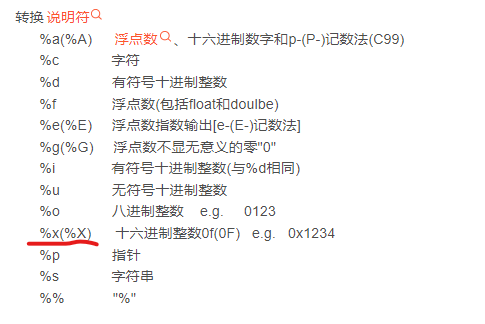 转换 说明符
%a(%A) 浮点数、十六进制数字和p-(P-)记数法(C99)
%c 字符
%d 有符号十进制整数
%f 浮点数(包括float和doulbe)
%e(%E) 浮点数指数输出[e-(E-)记数法]
%g(%G) 浮点数不显无意义的零"0"
%i 有符号十进制整数(与%d相同)
%u 无符号十进制整数
%o 八进制整数 e.g. 0123
%x(%X) 十六进制整数0f(0F) e.g. 0x1234
%p 指针
%s 字符串
%% "%"